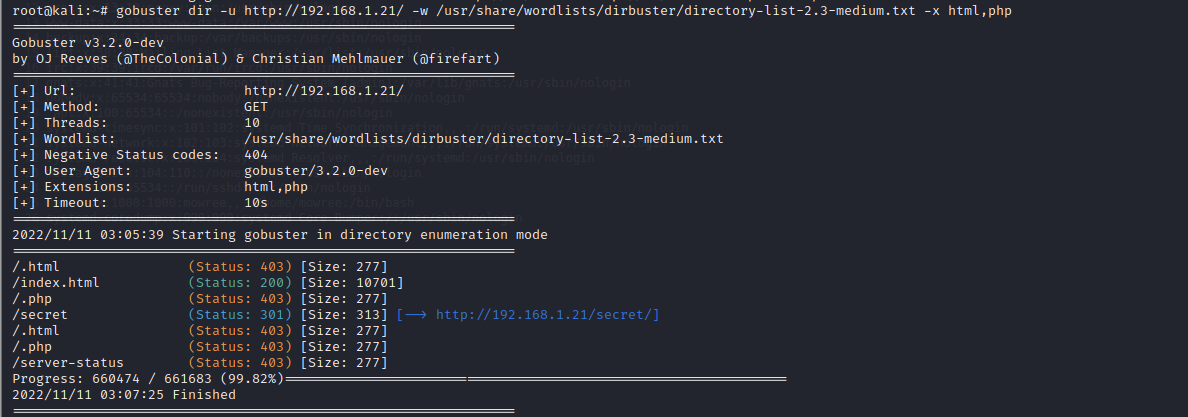 root@kali:~# gobuster dir -u http://192.168.1.21/ -w /usr/share/wordlists/dirbuster/directory-list-2.3-medium.txt -x html,php
===============================================================
Gobuster v3.2.0-dev
by OJ Reeves (@TheColonial) & Christian Mehlmauer (@firefart)
===============================================================
[+] Url: http://192.168.1.21/
[+] Method: GET
[+] Threads: 10
[+] Wordlist: /usr/share/wordlists/dirbuster/directory-list-2.3-medium.txt
[+] Negative Status codes: 404
[+] User Agent: gobuster/3.2.0-dev
[+] Extensions: html,php
[+] Timeout: 10s
===============================================================
2022/11/11 03:05:39 Starting gobuster in directory enumeration mode
===============================================================
/.html (Status: 403) [Size: 277]
/index.html (Status: 200) [Size: 10701]
/.php (Status: 403) [Size: 277]
/secret (Status: 301) [Size: 313] [--> http://192.168.1.21/secret/]
/.html (Status: 403) [Size: 277]
/.php (Status: 403) [Size: 277]
/server-status (Status: 403) [Size: 277]
Progress: 660474 / 661683 (99.82%)===============================================================
2022/11/11 03:07:25 Finished
===============================================================